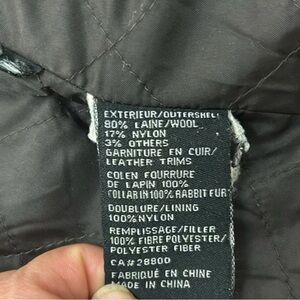 EXTERIEUR/OUTERSHELL
80% LAINE/WOOL
17% NYLON
3% OTHERS
GARNITURE EN CUIR/
LEATHER TRIMS
COLEN FOURRURE
DE LAPIN 100%
COLLAR IN 100% RABBIT FUR
DOUBLURE/LINING
100% NYLON
REMPLISSAGE/FILLER
100% FIBRE POLYESTER/
POLYESTER FIBER
CA#28800
FABRIQUÉ EN CHINE
MADE IN CHINA